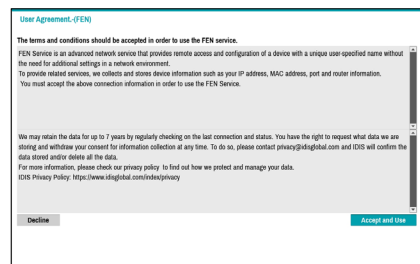 User Agreement.-(FEN)
The terms and conditions should be accepted in order to use the FEN service.
FEN Service is an advanced network service that provides remote access and configuration of a device with a unique user-specified name without
the need for additional settings in a network environment.
To provide related services, we collects and stores device information such as your IP address, MAC address, port and router information.
You must accept the above connection information in order to use the FEN Service.
We may retain the data for up to 7 years by regularly checking on the last connection and status. You have the right to request what data we are
storing and withdraw your consent for information collection at any time. To do so, please contact privacy@idisglobal.com and IDIS will confirm the
data stored and/or delete all the data.
For more information, please check our privacy policy to find out how we protect and manage your data.
IDIS Privacy Policy: https://www.idisglobal.com/index/privacy
Decline
Accept and Use